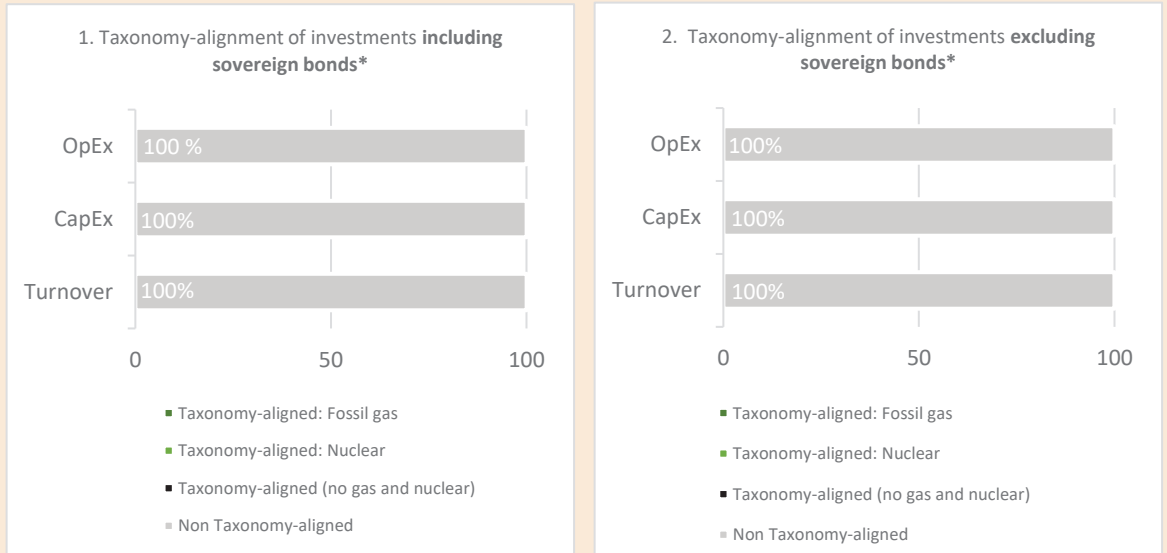 1. Taxonomy-alignment of investments including
sovereign bonds*
OpEx
100 %
CapEx
100%
Turnover
100%
0
50
100
Taxonomy-aligned: Fossil gas
Taxonomy-aligned: Nuclear
Taxonomy-aligned (no gas and nuclear)
Non Taxonomy-aligned
2. Taxonomy-alignment of investments excluding
sovereign bonds*
OpEx
100%
CapEx
100%
Turnover
100%
0
50
100
Taxonomy-aligned: Fossil gas
Taxonomy-aligned: Nuclear
Taxonomy-aligned (no gas and nuclear)
Non Taxonomy-aligned